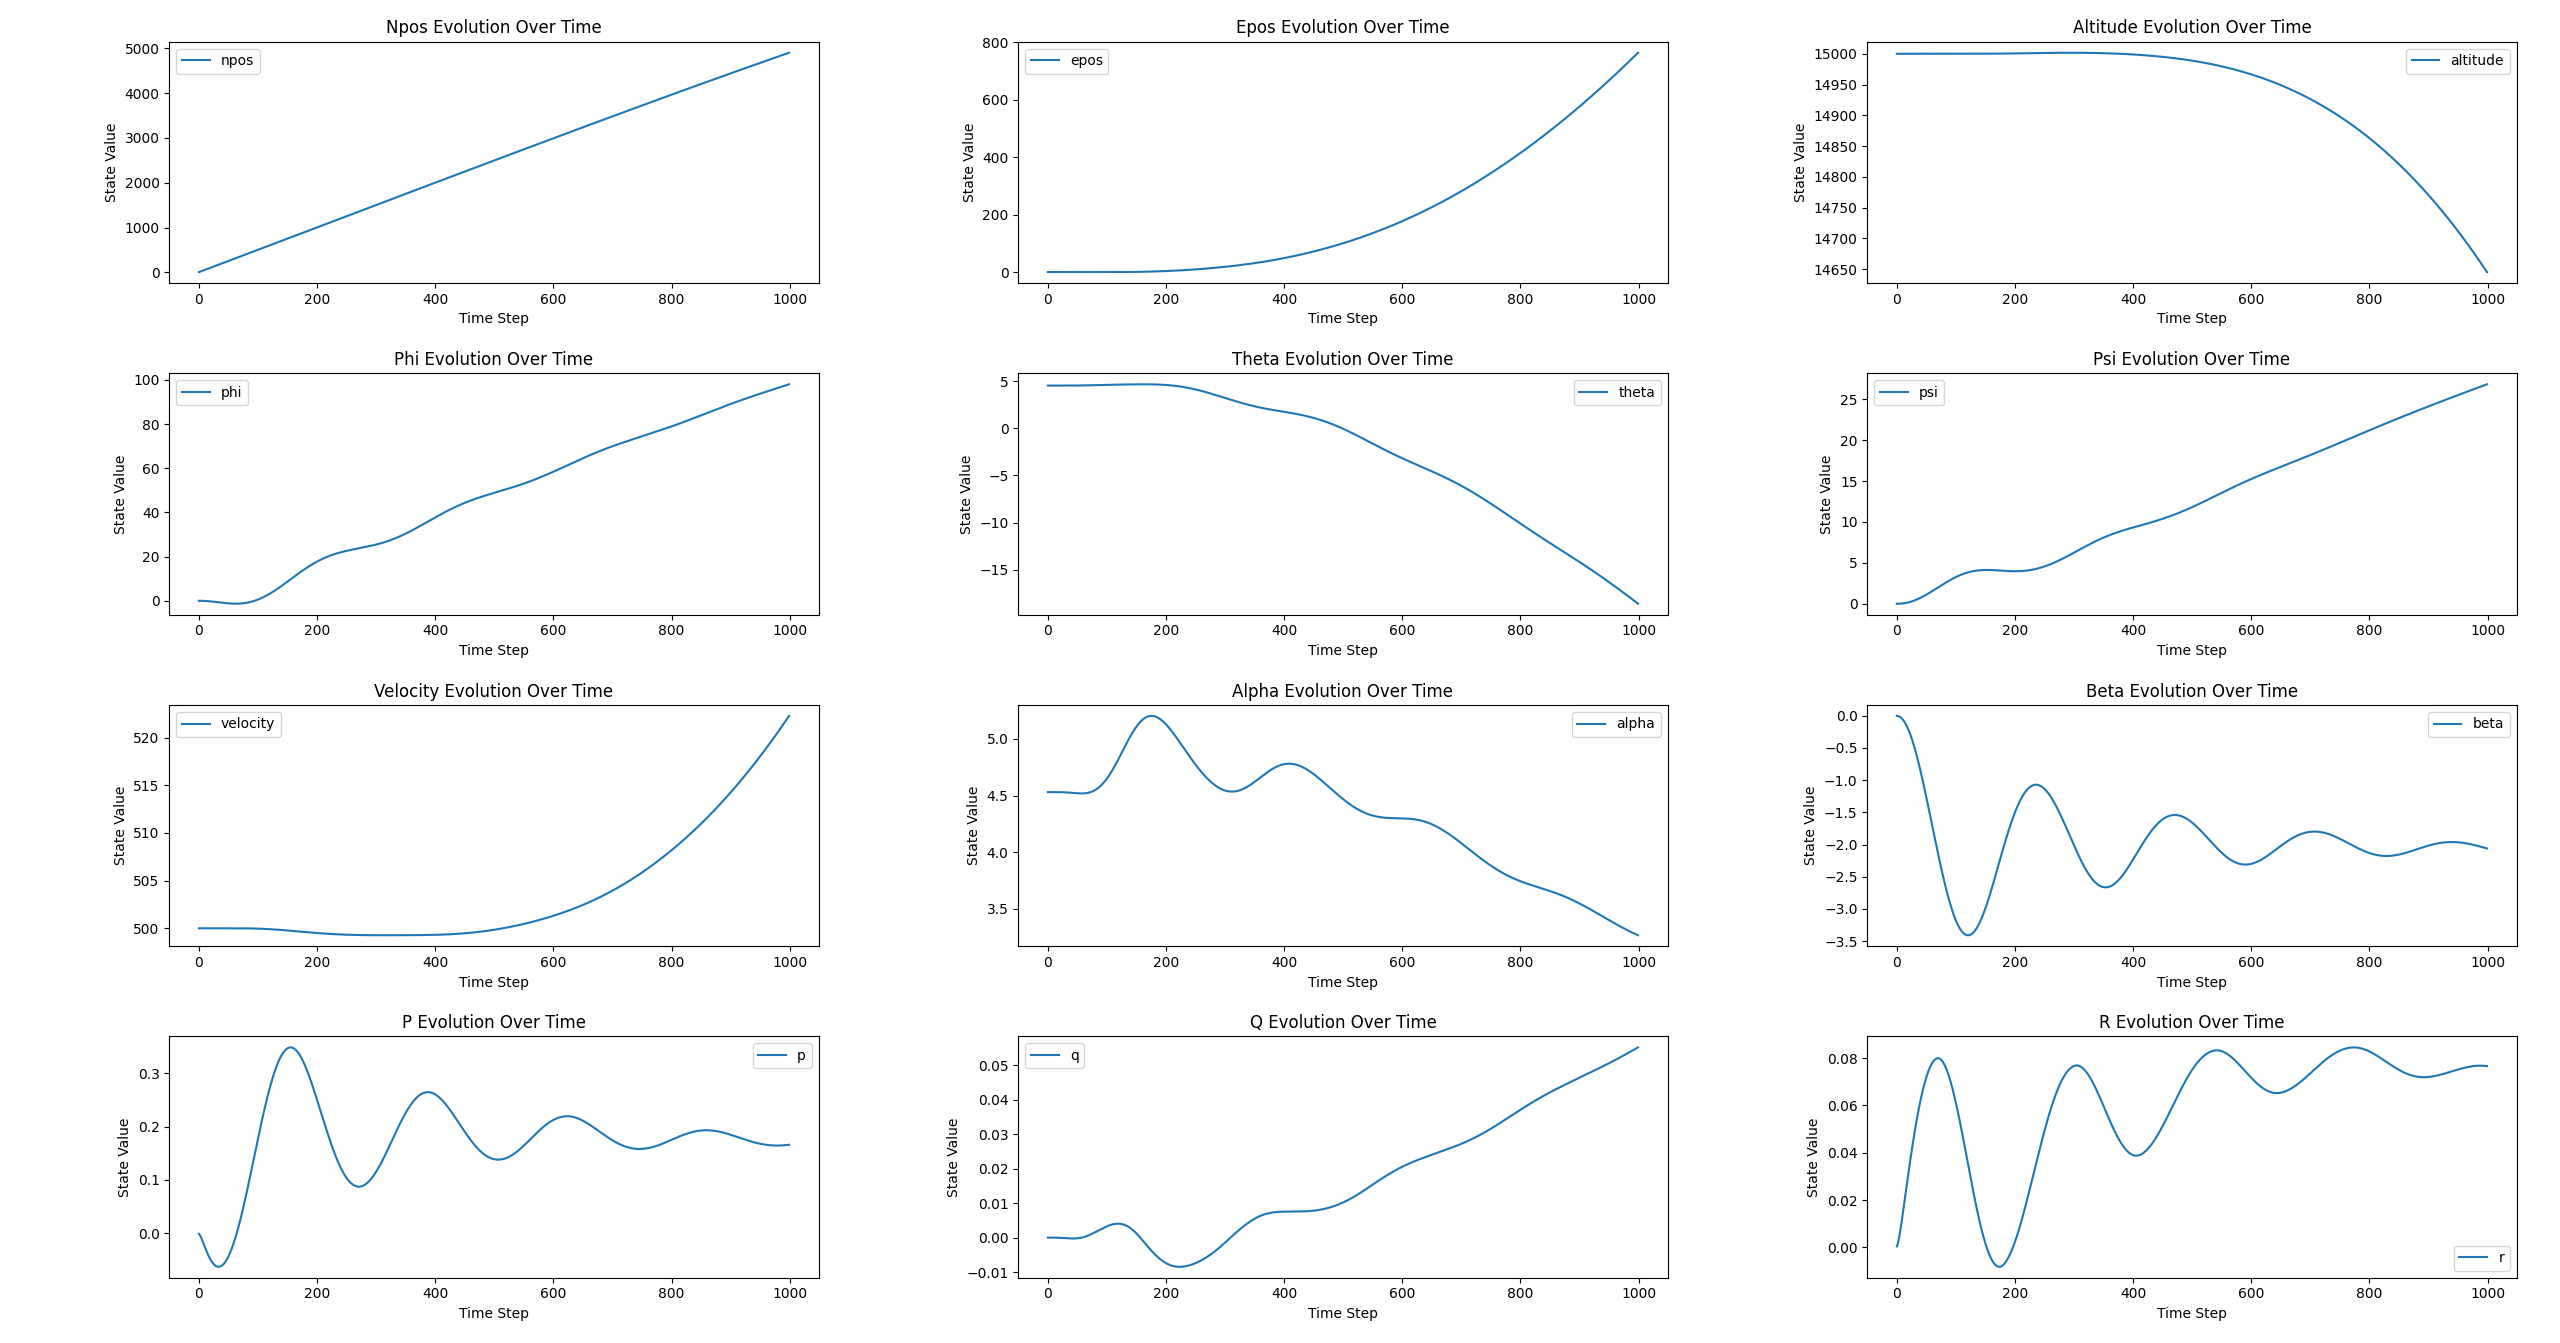 Npos Evolution Over Time
npos
State Value
5000
4000
3000
2000
1000
0
0 200 400 600 800 1000
Time Step
Epos Evolution Over Time
epos
State Value
800
600
400
200
0
0 200 400 600 800 1000
Time Step
Altitude Evolution Over Time
altitude
State Value
15000
14950
14900
14850
14800
14750
14700
14650
0 200 400 600 800 1000
Time Step
Phi Evolution Over Time
phi
State Value
100
80
60
40
20
0
0 200 400 600 800 1000
Time Step
Theta Evolution Over Time
theta
State Value
5
0
−5
−10
−15
0 200 400 600 800 1000
Time Step
Psi Evolution Over Time
psi
State Value
25
20
15
10
5
0
0 200 400 600 800 1000
Time Step
Velocity Evolution Over Time
velocity
State Value
520
515
510
505
500
0 200 400 600 800 1000
Time Step
Alpha Evolution Over Time
alpha
State Value
5.0
4.5
4.0
3.5
0 200 400 600 800 1000
Time Step
Beta Evolution Over Time
beta
State Value
0.0
−0.5
−1.0
−1.5
−2.0
−2.5
−3.0
−3.5
0 200 400 600 800 1000
Time Step
P Evolution Over Time
p
State Value
0.3
0.2
0.1
0.0
0 200 400 600 800 1000
Time Step
Q Evolution Over Time
q
State Value
0.05
0.04
0.03
0.02
0.01
0.00
−0.01
0 200 400 600 800 1000
Time Step
R Evolution Over Time
r
State Value
0.08
0.06
0.04
0.02
0.00
0 200 400 600 800 1000
Time Step